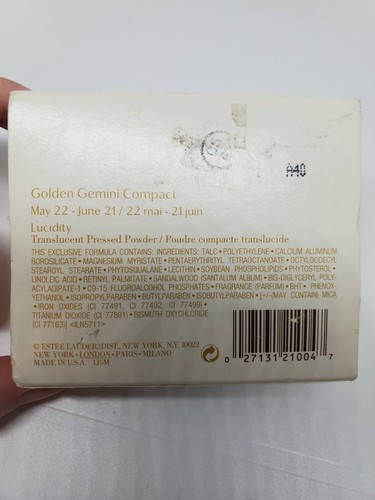 A40
Golden Gemini Compact
May 22 - June 21 / 22 mai - 21 juin
Lucidity
Translucent Pressed Powder / Poudre compacte translucide
THIS EXCLUSIVE FORMULA CONTAINS: INGREDIENTS: TALC • POLYETHYLENE • CALCIUM ALUMINUM
BOROSILICATE • MAGNESIUM MYRISTATE • PENTAERYTHRITYL TETRAOCTANOATE • OCTYLDODECYL
STEAROYL STEARATE • PHYTOSQUALANE • LECITHIN • SOYBEAN PHOSPHOLIPIDS • PHYTOSTEROL •
LINOLEIC ACID • RETINYL PALMITATE • SANDALWOOD (SANTALUM ALBUM) • BIS-DIGLYCERYL POLY-
ACYLADIPATE-1 • C9-15 FLUOROALCOHOL PHOSPHATES • FRAGRANCE (PARFUM) • BHT • PHENOX-
YETHANOL • ISOPROPYLPARABEN • BUTYLPARABEN • ISOBUTYLPARABEN • [+/-(MAY CONTAIN) MICA
• IRON OXIDES (CI 77491, CI 77492, CI 77499) •
TITANIUM DIOXIDE (CI 77891) • BISMUTH OXYCHLORIDE
(CI 77163)] <ILN5711>
© ESTÉE LAUDER, DIST., NEW YORK, N.Y. 10022
NEW YORK • LONDON • PARIS • MILANO
MADE IN U.S.A.
0 27131 21004 7